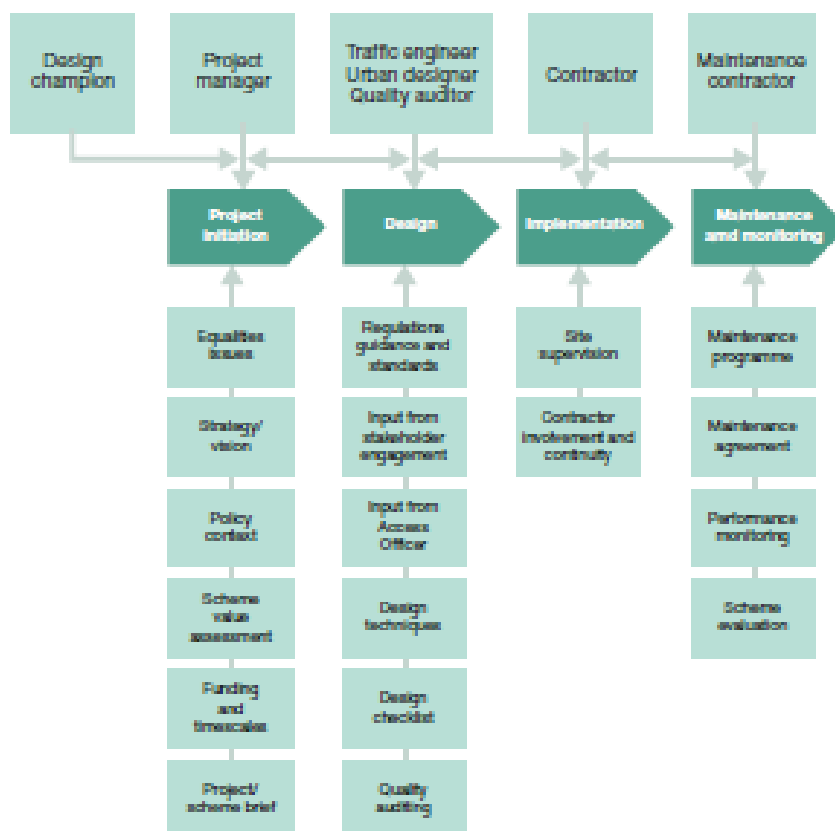 Design
champion
Project
manager
Traffic engineer
Urban designer
Quality auditor
Contractor
Maintenance
contractor
Project
initiation
Design
Implementation
Maintenance
amd monitoring
Equalities
issues
Strategy/
vision
Policy
context
Scheme
value
assessment
Funding
and
timescales
Project/
scheme brief
Regulations
guidance and
standards
Input from
stakeholder
engagement
Input from
Access
Officer
Design
techniques
Design
checklist
Quality
auditing
Site
supervision
Contractor
involvement and
continuity
Maintenance
programme
Maintenance
agreement
Performance
monitoring
Scheme
evaluation